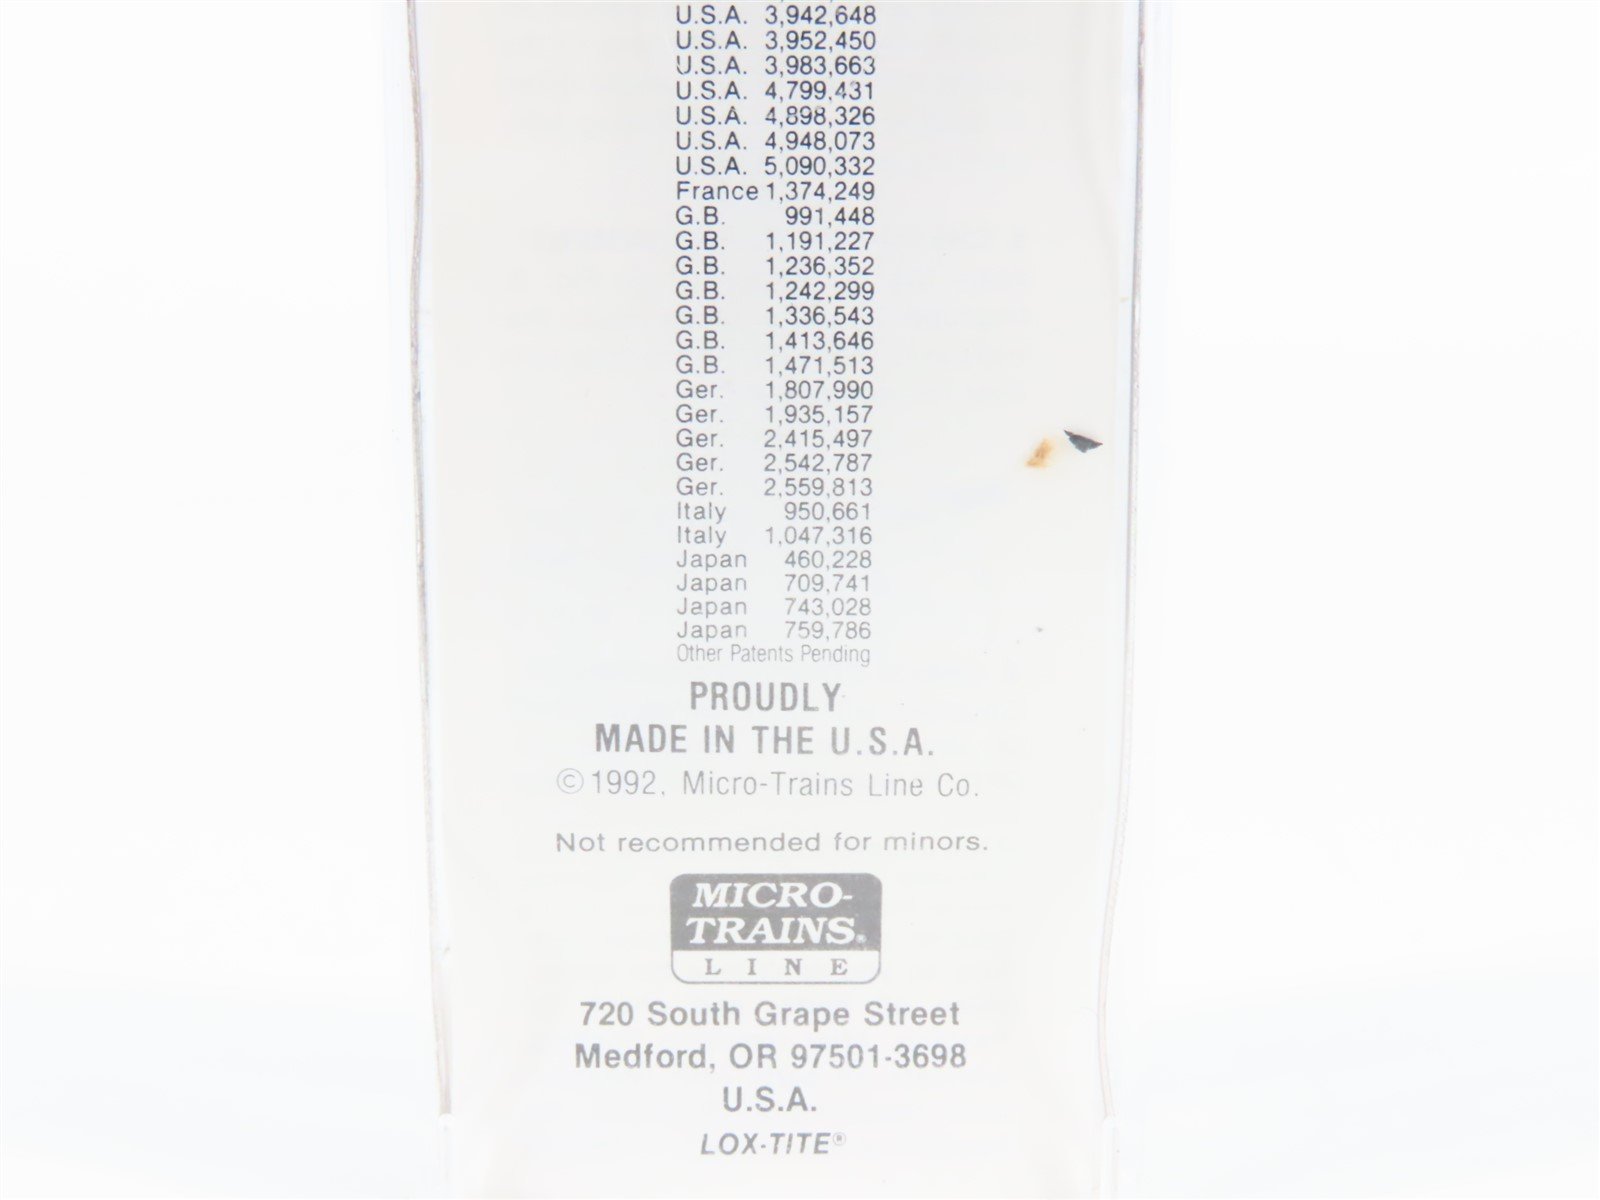 U.S.A. 3,942,648
U.S.A. 3,952,450
U.S.A. 3,983,663
U.S.A. 4,799,431
U.S.A. 4,898,326
U.S.A. 4,948,073
U.S.A. 5,090,332
France 1,374,249
G.B. 991,448
G.B. 1,191,227
G.B. 1,236,352
G.B. 1,242,299
G.B. 1,336,543
G.B. 1,413,646
G.B. 1,471,513
Ger. 1,807,990
Ger. 1,935,157
Ger. 2,415,497
Ger. 2,542,787
Ger. 2,559,813
Italy 950,661
Italy 1,047,316
Japan 460,228
Japan 709,741
Japan 743,028
Japan 759,786
Other Patents Pending
PROUDLY
MADE IN THE U.S.A.
©1992, Micro-Trains Line Co.
Not recommended for minors.
MICRO-
TRAINS®
LINE
720 South Grape Street
Medford, OR 97501-3698
U.S.A.
LOX-TITE®